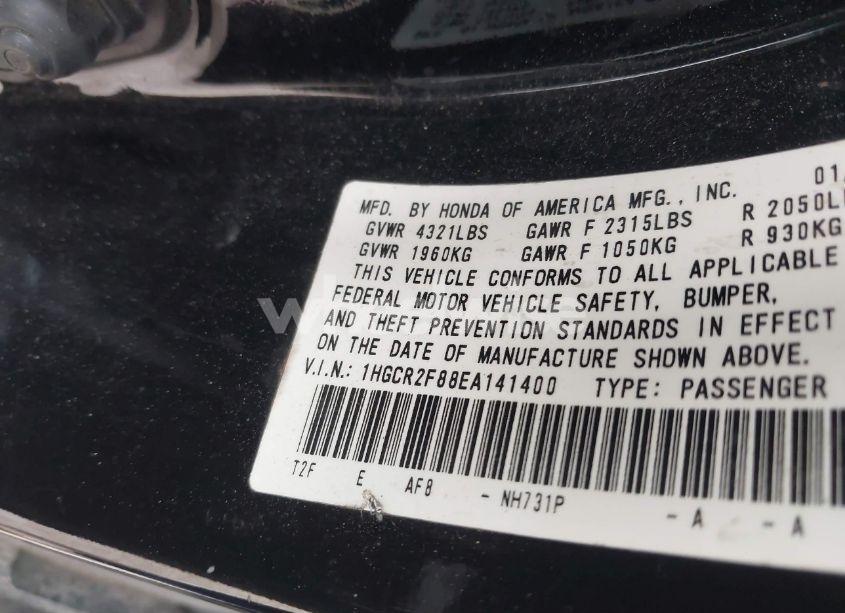 MFD. BY HONDA OF AMERICA MFG., INC. 01
GVWR 4321LBS GAWR F 2315LBS R 2050L
GVWR 1960KG GAWR F 1050KG R 930KG
THIS VEHICLE CONFORMS TO ALL APPLICABLE
FEDERAL MOTOR VEHICLE SAFETY, BUMPER,
AND THEFT PREVENTION STANDARDS IN EFFECT
ON THE DATE OF MANUFACTURE SHOWN ABOVE.
V.I.N.: 1HGCR2F88EA141400 TYPE: PASSENGER
T2F E AF8 - NH731P - A - A